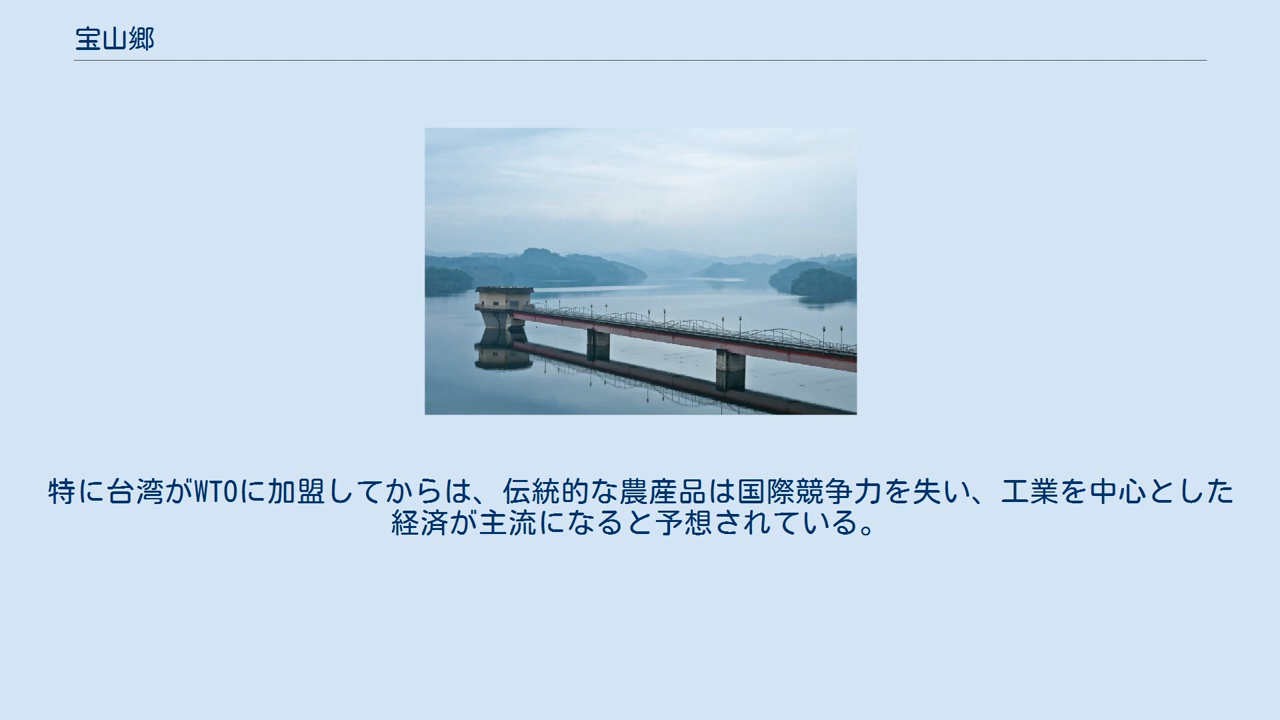 宝山郷
特に台湾がWTOに加盟してからは、伝統的な農産品は国際競争力を失い、工業を中心とした
経済が主流になると予想されている。